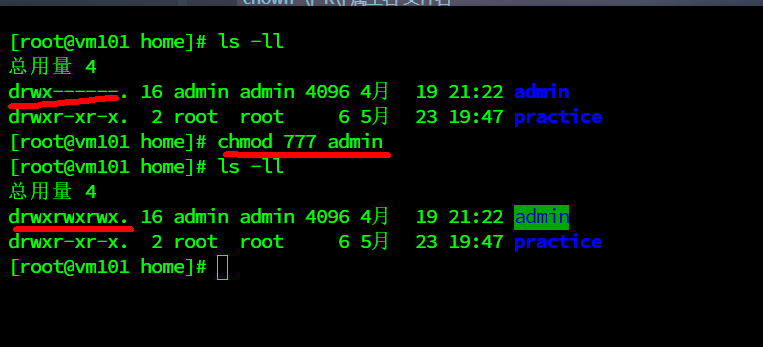 [root@vm101 home]# ls -ll
总用量 4
drwx------. 16 admin admin 4096 4月  19 21:22 admin
drwxr-xr-x.  2 root  root     6 5月  23 19:47 practice
[root@vm101 home]# chmod 777 admin
[root@vm101 home]# ls -ll
总用量 4
drwxrwxrwx. 16 admin admin 4096 4月  19 21:22 admin
drwxr-xr-x.  2 root  root     6 5月  23 19:47 practice
[root@vm101 home]#